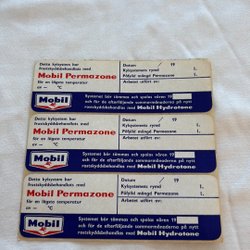 Detta kylsystem har
frostskyddsbehandlats med
Mobil Permazone
för en lägsta temperatur
av — °C
Datum 19
Kylsystemets rymd l.
Påfylld mängd Permazone l.
Arbetet utfört av:
Mobil
Systemet bör tömmas och spolas våren 19
och för de efterföljande sommarmånaderna på nytt
rostskyddsbehandlas med Mobil Hydrotone
Detta kylsystem har
frostskyddsbehandlats med
Mobil Permazone
för en lägsta temperatur
av — °C
Datum / 19
Kylsystemets rymd l.
Påfylld mängd Permazone l.
Arbetet utfört av:
Mobil
Systemet bör tömmas och spolas våren 19
och för de efterföljande sommarmånaderna på nytt
rostskyddsbehandlas med Mobil Hydrotone
Detta kylsystem har
frostskyddsbehandlats med
Mobil Permazone
för en lägsta temperatur
av — °C
Datum / 19
Kylsystemets rymd l.
Påfylld mängd Permazone l.
Arbetet utfört av:
Mobil
Systemet bör tömmas och spolas våren 19
och för de efterföljande sommarmånaderna på nytt
rostskyddsbehandlas med Mobil Hydrotone